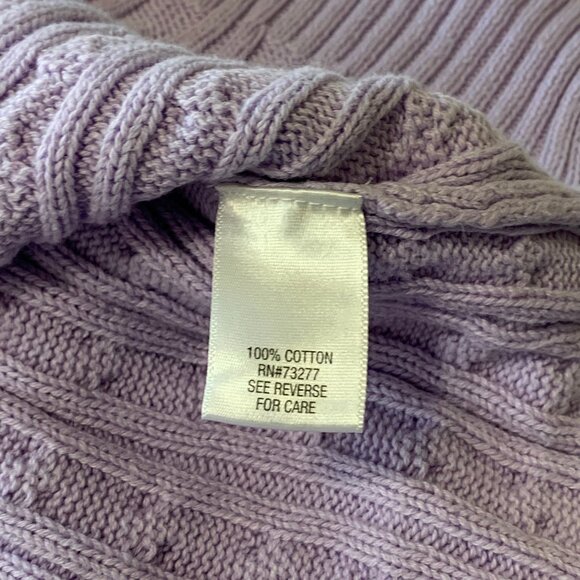 100% COTTON
RN#73277
SEE REVERSE
FOR CARE